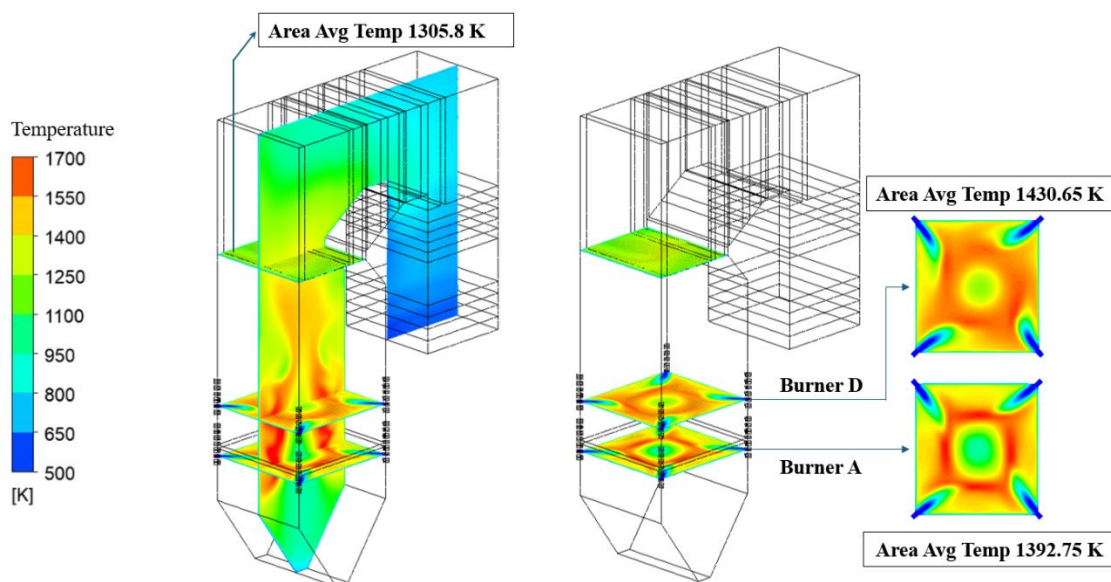 Area Avg Temp 1305.8 K
Temperature
1700
1550
1400
1250
1100
950
800
650
500
[K]
Area Avg Temp 1430.65 K
Burner D
Burner A
Area Avg Temp 1392.75 K